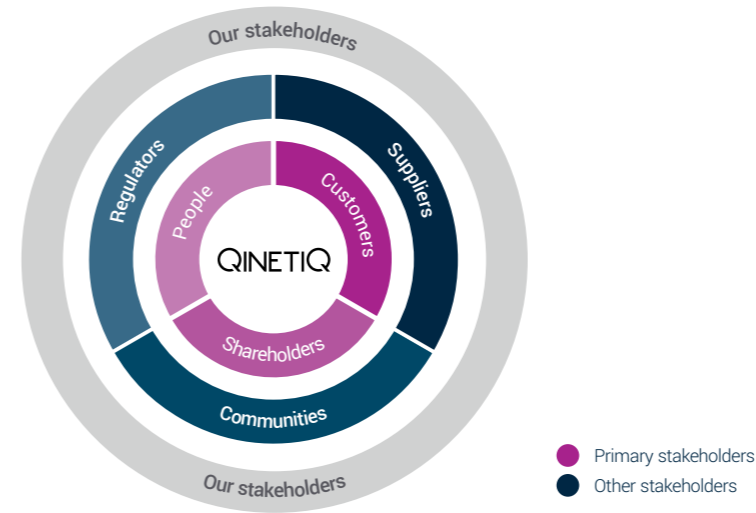 Our stakeholders
Regulators
Suppliers
People
Customers
QINETIQ
Shareholders
Communities
Our stakeholders
Primary stakeholders
Other stakeholders